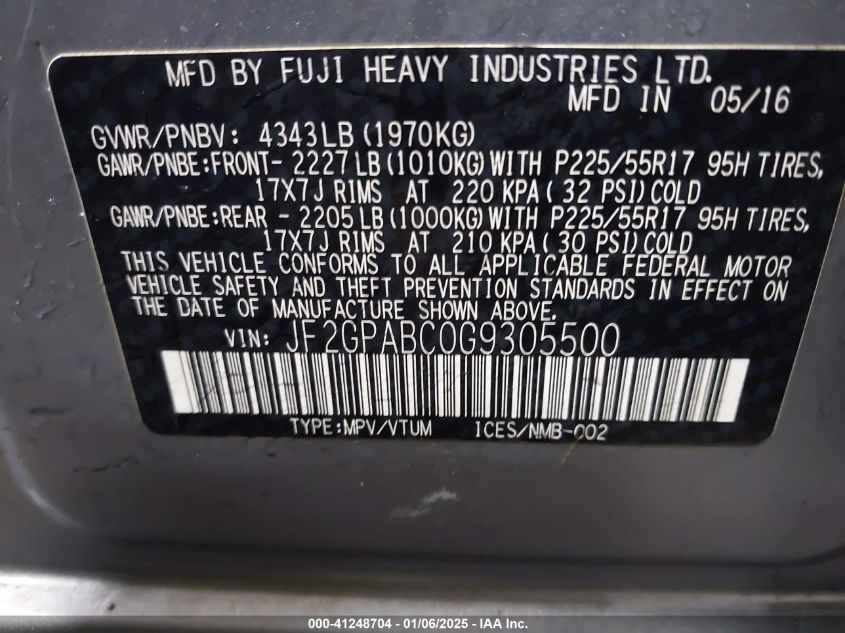 MFD BY FUJI HEAVY INDUSTRIES LTD.
MFD IN 05/16
GVWR/PNBV: 4343LB (1970KG)
GAWR/PNBE:FRONT- 2227 LB (1010KG) WITH P225/55R17 95H TIRES,
17X7J RIMS AT 220 KPA ( 32 PSI) COLD
GAWR/PNBE:REAR - 2205 LB (1000KG) WITH P225/55R17 95H TIRES,
17X7J RIMS AT 210 KPA ( 30 PSI) COLD
THIS VEHICLE CONFORMS TO ALL APPLICABLE FEDERAL MOTOR
VEHICLE SAFETY AND THEFT PREVENTION STANDARDS IN EFFECT ON
THE DATE OF MANUFACTURE SHOWN ABOVE.
VIN: JF2GPABC0G9305500
TYPE:MPV/VTUM ICES/NMB-002
000-41248704 - 01/06/2025 - IAA Inc.